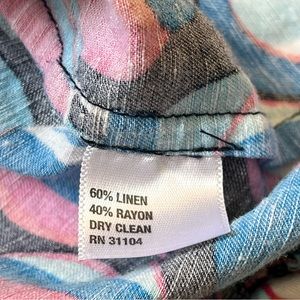 60% LINEN
40% RAYON
DRY CLEAN
RN 31104